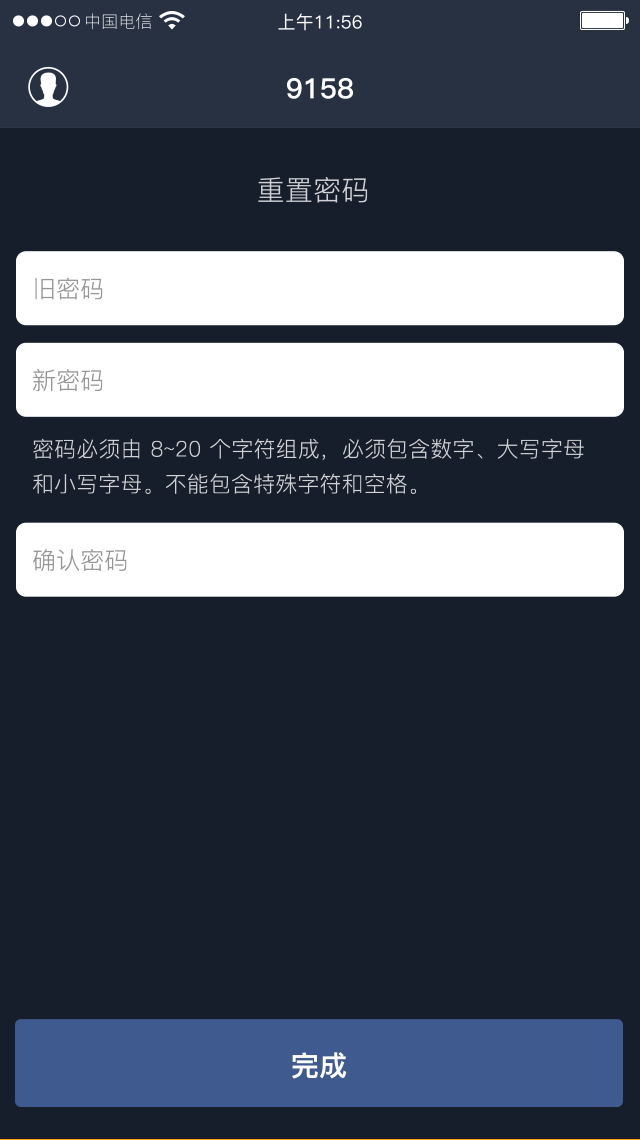 中国电信
上午11:56
9158
重置密码
旧密码
新密码
密码必须由 8~20 个字符组成，必须包含数字、大写字母
和小写字母。不能包含特殊字符和空格。
确认密码
完成